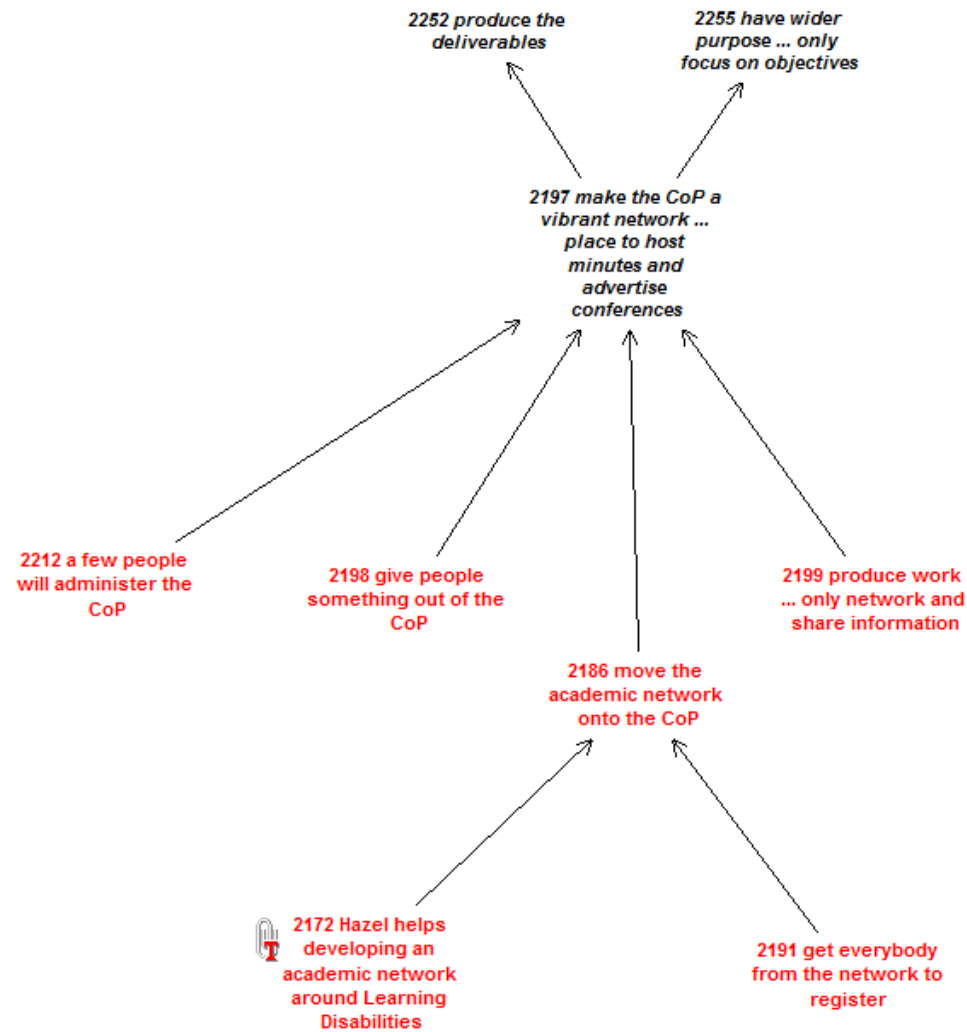 2252 produce the
deliverables
2255 have wider
purpose ... only
focus on objectives
2197 make the CoP a
vibrant network ...
place to host
minutes and
advertise
conferences
2212 a few people
will administer the
CoP
2198 give people
something out of the
CoP
2199 produce work
... only network and
share information
2186 move the
academic network
onto the CoP
T
2172 Hazel helps
developing an
academic network
around Learning
Disabilities
2191 get everybody
from the network to
register